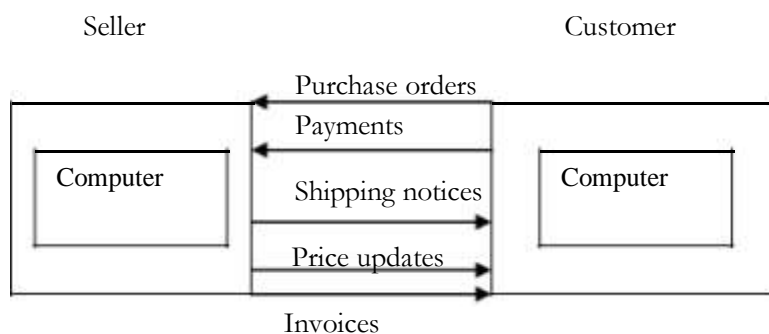 Seller
Customer
Purchase orders
Payments
Computer
Computer
Shipping notices
Price updates
Invoices